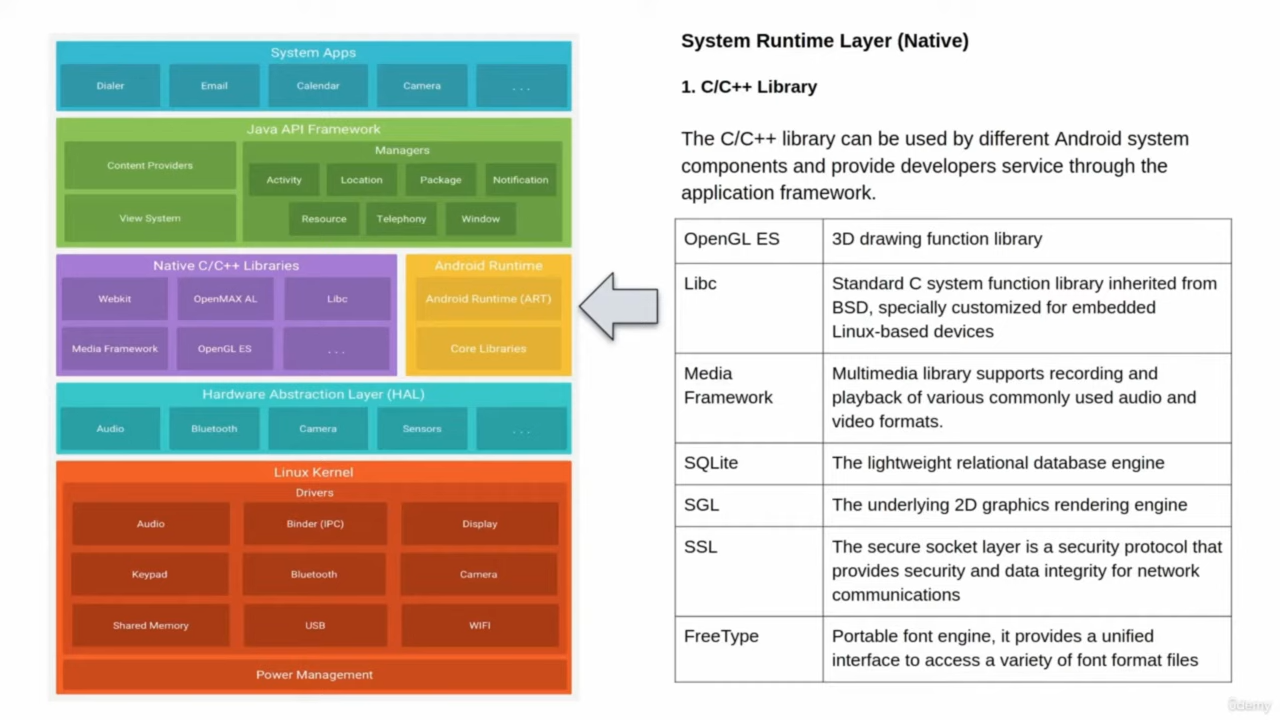 System Apps
Dialer
Email
Calendar
Camera
. . .
Java API Framework
Content Providers
View System
Managers
Activity
Location
Package
Notification
Resource
Telephony
Window
Native C/C++ Libraries
Webkit
OpenMAX AL
Libc
Media Framework
OpenGL ES
. . .
Android Runtime
Android Runtime (ART)
Core Libraries
Hardware Abstraction Layer (HAL)
Audio
Bluetooth
Camera
Sensors
. . .
Linux Kernel
Drivers
Audio
Binder (IPC)
Display
Keypad
Bluetooth
Camera
Shared Memory
USB
WIFI
Power Management
System Runtime Layer (Native)
1. C/C++ Library
The C/C++ library can be used by different Android system
components and provide developers service through the
application framework.
OpenGL ES
3D drawing function library
Libc
Standard C system function library inherited from
BSD, specially customized for embedded
Linux-based devices
Media
Framework
Multimedia library supports recording and
playback of various commonly used audio and
video formats.
SQLite
The lightweight relational database engine
SGL
The underlying 2D graphics rendering engine
SSL
The secure socket layer is a security protocol that
provides security and data integrity for network
communications
FreeType
Portable font engine, it provides a unified
interface to access a variety of font format files
ûdemy